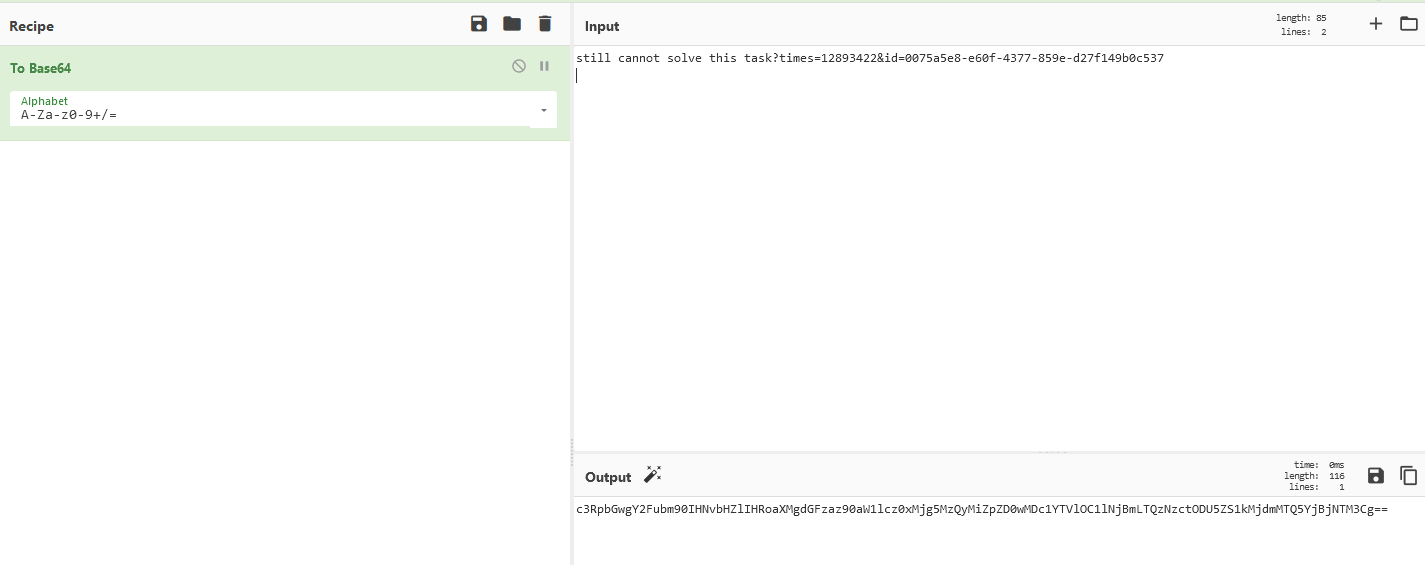 Recipe
To Base64
Alphabet
A-Za-z0-9+/=
Input
length: 85
lines: 2
still cannot solve this task?times=12893422&id=0075a5e8-e60f-4377-859e-d27f149b0c537
Output
time: 0ms
length: 116
lines: 1
c3RpbGwgY2Fubm90IHNvbHZlIHRoaXMgdGFzaz90aW1lcz0xMjg5MzQyMiZpZD0wMDc1YTVlOC1lNjBmLTQzNzctODU5ZS1kMjdmMTQ5YjBjNTM3Cg==